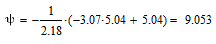 ψ = -1/2.18·(-3.07·5.04 + 5.04) = 9.053